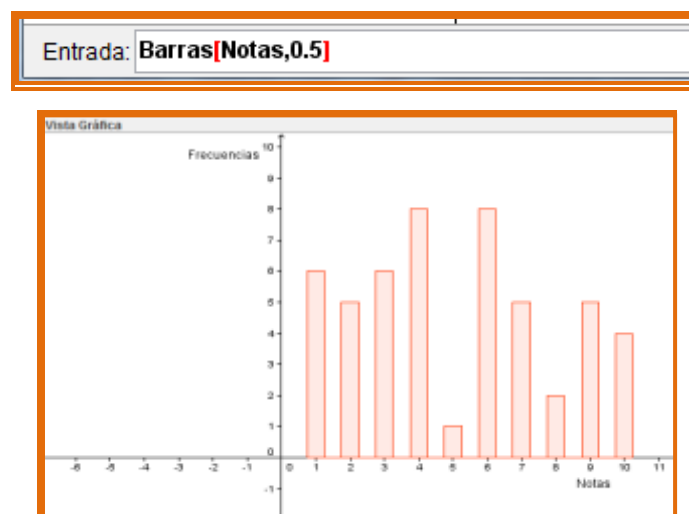 Entrada: Barras[Notas,0.5]
Vista Gráfica
Frecuencias
10
9
8
7
6
5
4
3
2
1
0
-6 -5 -4 -3 -2 -1 0 1 2 3 4 5 6 7 8 9 10 11
Notas
-1